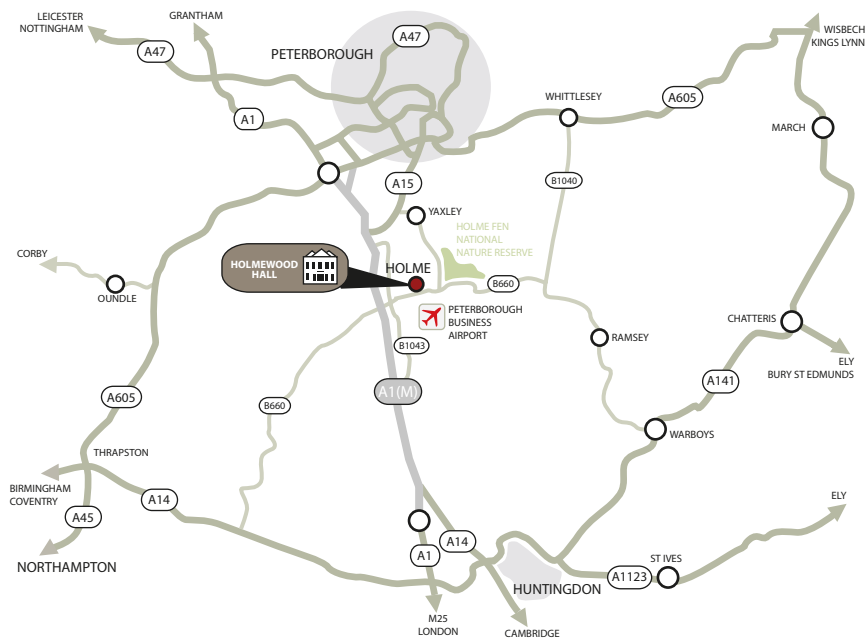 LEICESTER
NOTTINGHAM
GRANTHAM
A47
A47
PETERBOROUGH
WISBECH
KINGS LYNN
A605
WHITTLESEY
A1
MARCH
A15
B1040
YAXLEY
HOLME FEN
NATIONAL
NATURE RESERVE
CORBY
HOLMEWOOD
HALL
HOLME
B660
OUNDLE
PETERBOROUGH
BUSINESS
AIRPORT
CHATTERIS
RAMSEY
B1043
ELY
BURY ST EDMUNDS
A141
A1(M)
A605
B660
WARBOYS
THRAPSTON
BIRMINGHAM
COVENTRY
A14
A45
ELY
A14
A1
ST IVES
NORTHAMPTON
A1123
HUNTINGDON
M25
LONDON
CAMBRIDGE